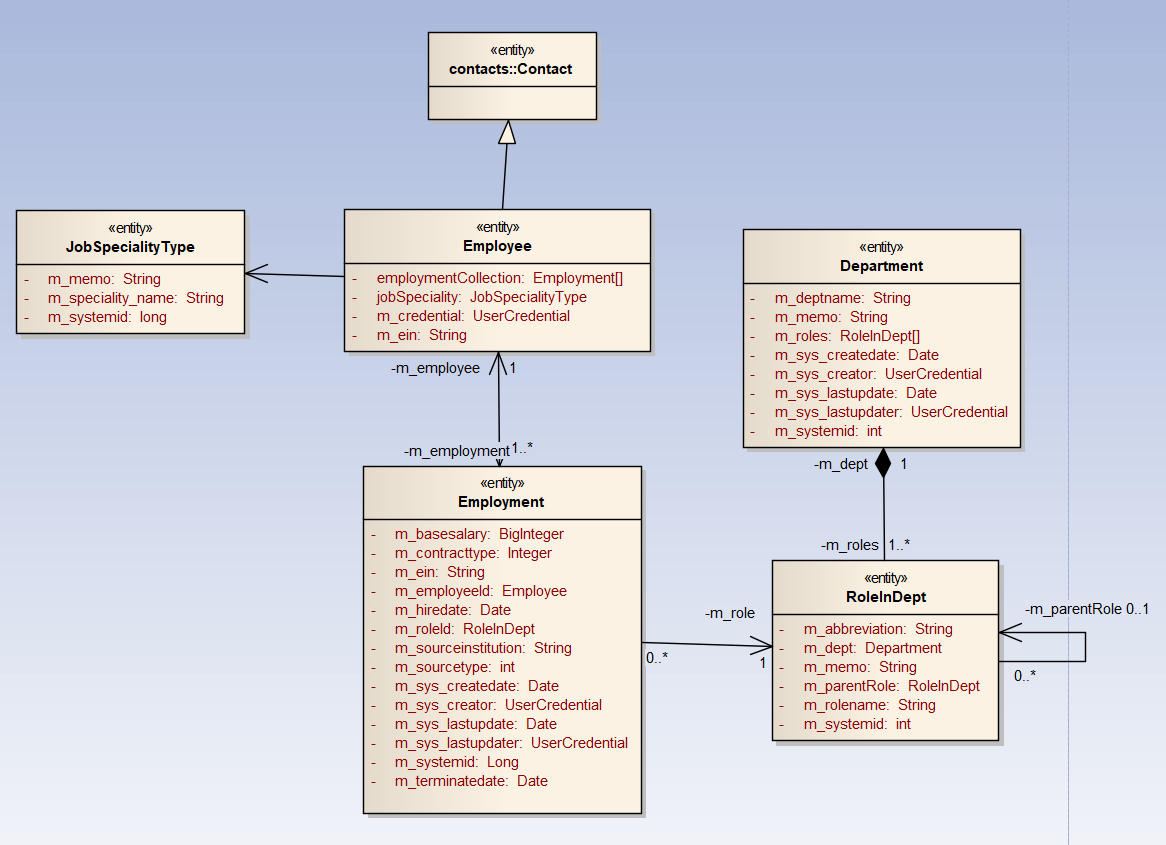 «entity»
contacts::Contact
«entity»
JobSpecialityType
- m_memo: String
- m_speciality_name: String
- m_systemid: long
«entity»
Employee
- employmentCollection: Employment[]
- jobSpeciality: JobSpecialityType
- m_credential: UserCredential
- m_ein: String
«entity»
Department
- m_deptname: String
- m_memo: String
- m_roles: RoleInDept[]
- m_sys_createdate: Date
- m_sys_creator: UserCredential
- m_sys_lastupdate: Date
- m_sys_lastupdater: UserCredential
- m_systemid: int
-m_employee 1
-m_employment 1..*
-m_dept 1
-m_roles 1..*
«entity»
Employment
- m_basesalary: BigInteger
- m_contracttype: Integer
- m_ein: String
- m_employeeId: Employee
- m_hiredate: Date
- m_roleId: RoleInDept
- m_sourceinstitution: String
- m_sourcetype: int
- m_sys_createdate: Date
- m_sys_creator: UserCredential
- m_sys_lastupdate: Date
- m_sys_lastupdater: UserCredential
- m_systemid: Long
- m_terminatedate: Date
-m_role
0..*
1
«entity»
RoleInDept
- m_abbreviation: String
- m_dept: Department
- m_memo: String
- m_parentRole: RoleInDept
- m_rolename: String
- m_systemid: int
-m_parentRole 0..1
0..*